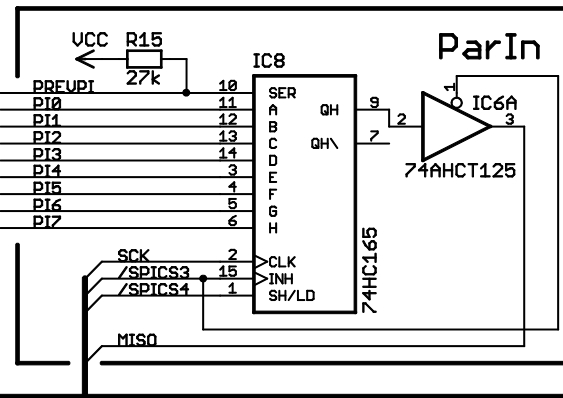 VCC R15 ParIn
27k
IC8
PREVPI 10 SER
PI0 11 A QH 9 1 IC6A
PI1 12 B 2 3
PI2 13 C QH\ 7
PI3 14 D 74AHCT125
PI4 3 E
PI5 4 F
PI6 5 G
PI7 6 H
SCK 2 CLK
/SPICS3 15 INH
/SPICS4 1 SH/LD
74HC165
MISO